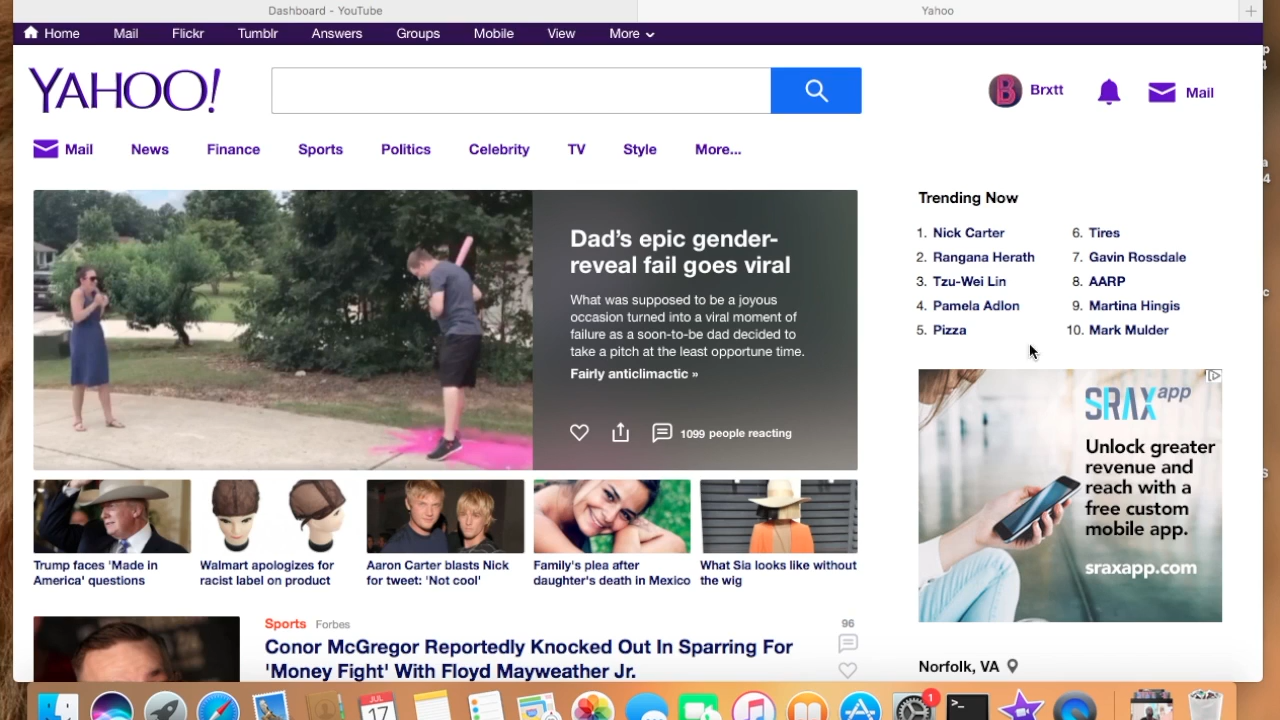 Dashboard - YouTube
Yahoo
Home Mail Flickr Tumblr Answers Groups Mobile View More
YAHOO!
B Brxtt Mail
Mail News Finance Sports Politics Celebrity TV Style More...
Dad's epic gender-
reveal fail goes viral
What was supposed to be a joyous
occasion turned into a viral moment of
failure as a soon-to-be dad decided to
take a pitch at the least opportune time.
Fairly anticlimactic »
1099 people reacting
Trending Now
1. Nick Carter
2. Rangana Herath
3. Tzu-Wei Lin
4. Pamela Adlon
5. Pizza
6. Tires
7. Gavin Rossdale
8. AARP
9. Martina Hingis
10. Mark Mulder
SRAXapp
Unlock greater
revenue and
reach with a
free custom
mobile app.
sraxapp.com
Trump faces 'Made in
America' questions
Walmart apologizes for
racist label on product
Aaron Carter blasts Nick
for tweet: 'Not cool'
Family's plea after
daughter's death in Mexico
What Sia looks like without
the wig
Sports Forbes
96
Conor McGregor Reportedly Knocked Out In Sparring For
'Money Fight' With Floyd Mayweather Jr.
Norfolk, VA
JUL
17
1